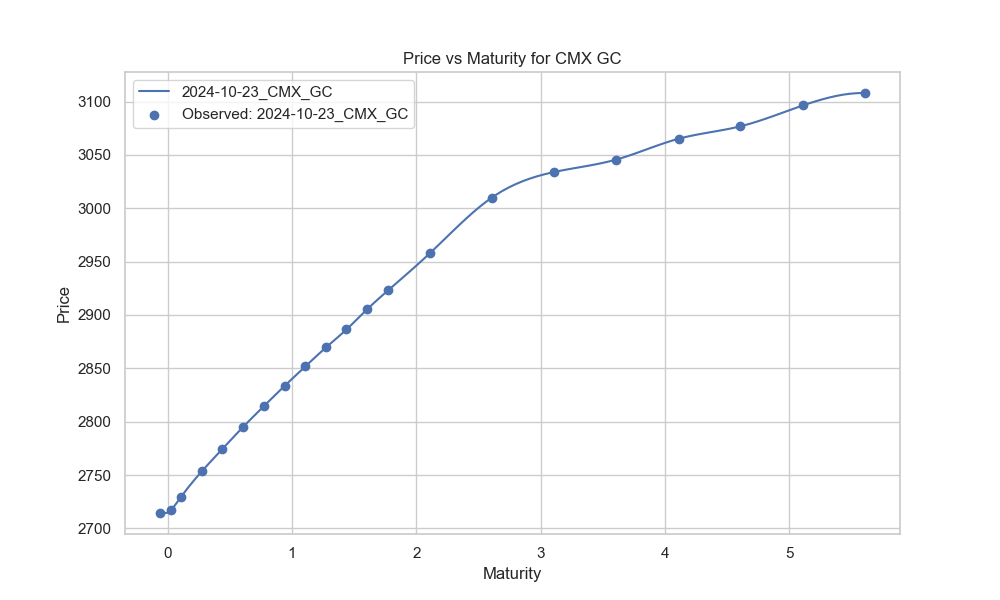 Price vs Maturity for CMX GC
2024-10-23_CMX_GC
Observed: 2024-10-23_CMX_GC
Price
3100
3050
3000
2950
2900
2850
2800
2750
2700
0 1 2 3 4 5
Maturity